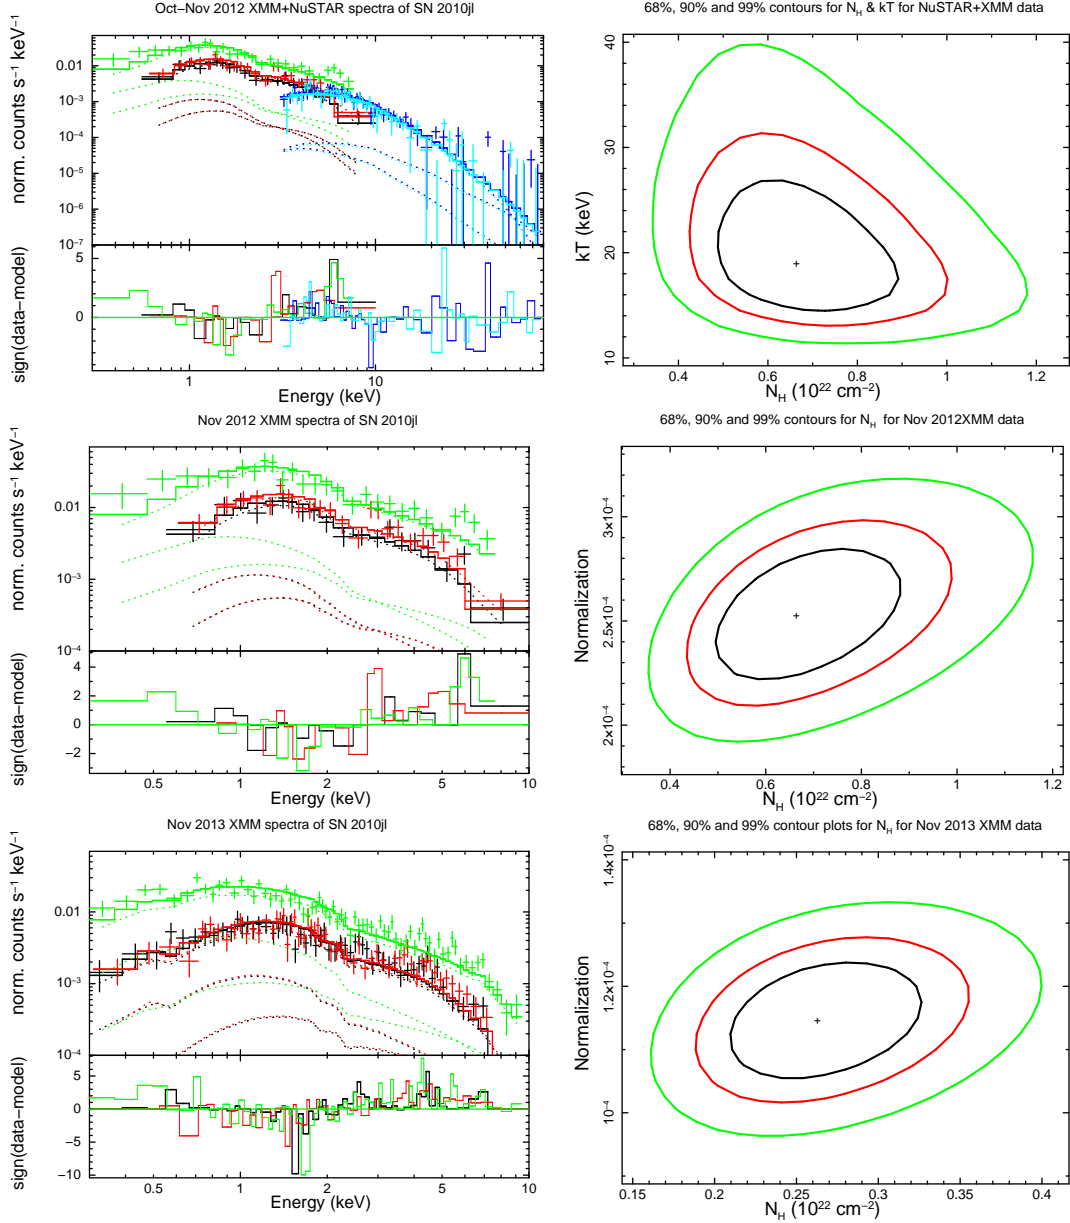 Oct–Nov 2012 XMM+NuSTAR spectra of SN 2010jl
norm. counts s⁻¹ keV⁻¹
0.01
10⁻³
10⁻⁴
10⁻⁵
10⁻⁶
10⁻⁷
sign(data–model)
5
0
1
10
Energy (keV)
68%, 90% and 99% contours for N_H & kT for NuSTAR+XMM data
kT (keV)
40
30
20
10
0.4
0.6
0.8
1
1.2
N_H (10²² cm⁻²)
Nov 2012 XMM spectra of SN 2010jl
norm. counts s⁻¹ keV⁻¹
0.01
10⁻³
10⁻⁴
sign(data–model)
4
2
0
−2
0.5
1
2
5
10
Energy (keV)
68%, 90% and 99% contours for N_H for Nov 2012XMM data
Normalization
3×10⁻⁴
2.5×10⁻⁴
2×10⁻⁴
0.4
0.6
0.8
1
1.2
N_H (10²² cm⁻²)
Nov 2013 XMM spectra of SN 2010jl
norm. counts s⁻¹ keV⁻¹
0.01
10⁻³
10⁻⁴
sign(data–model)
5
0
−5
−10
0.5
1
2
5
Energy (keV)
68%, 90% and 99% contour plots for N_H for Nov 2013 XMM data
Normalization
1.4×10⁻⁴
1.2×10⁻⁴
10⁻⁴
0.15
0.2
0.25
0.3
0.35
0.4
N_H (10²² cm⁻²)